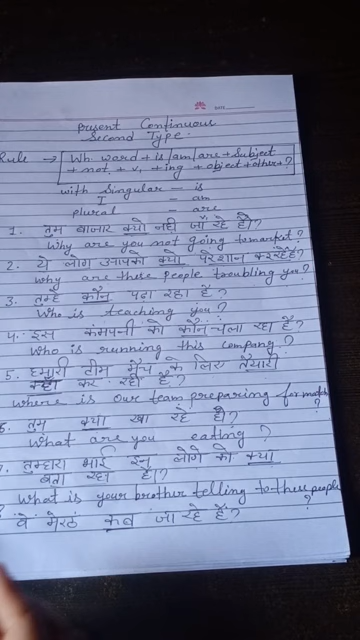 DATE
Present Continuous
Second Type.
Rule → Wh. word + is/am/are + Subject
+ not, + v, + ing + object + others?
with Singular – is
I – am
plural – are
1. तुम बाजार क्यों नहीं जा रहे हो?
Why are you not going to market?
2. ये लोग आपको क्यों परेशान कर रहे हैं?
why are these people troubling you?
3. तुम्हे कौन पढ़ा रहा है?
Who is teaching you?
4. इस कंमपनी को कौन चला रहा है?
Who is running this company?
5. हमारी टीम मैच के लिए तैयारी
कहाँ कर रही है?
where is our team preparing for match?
6. तुम क्या खा रहे हो?
What are you eating?
7. तुम्हारा भाई इन लोगो को क्या
बता रहा है?
What is your brother telling to these people?
वे मेरठ कब जा रहे हैं?